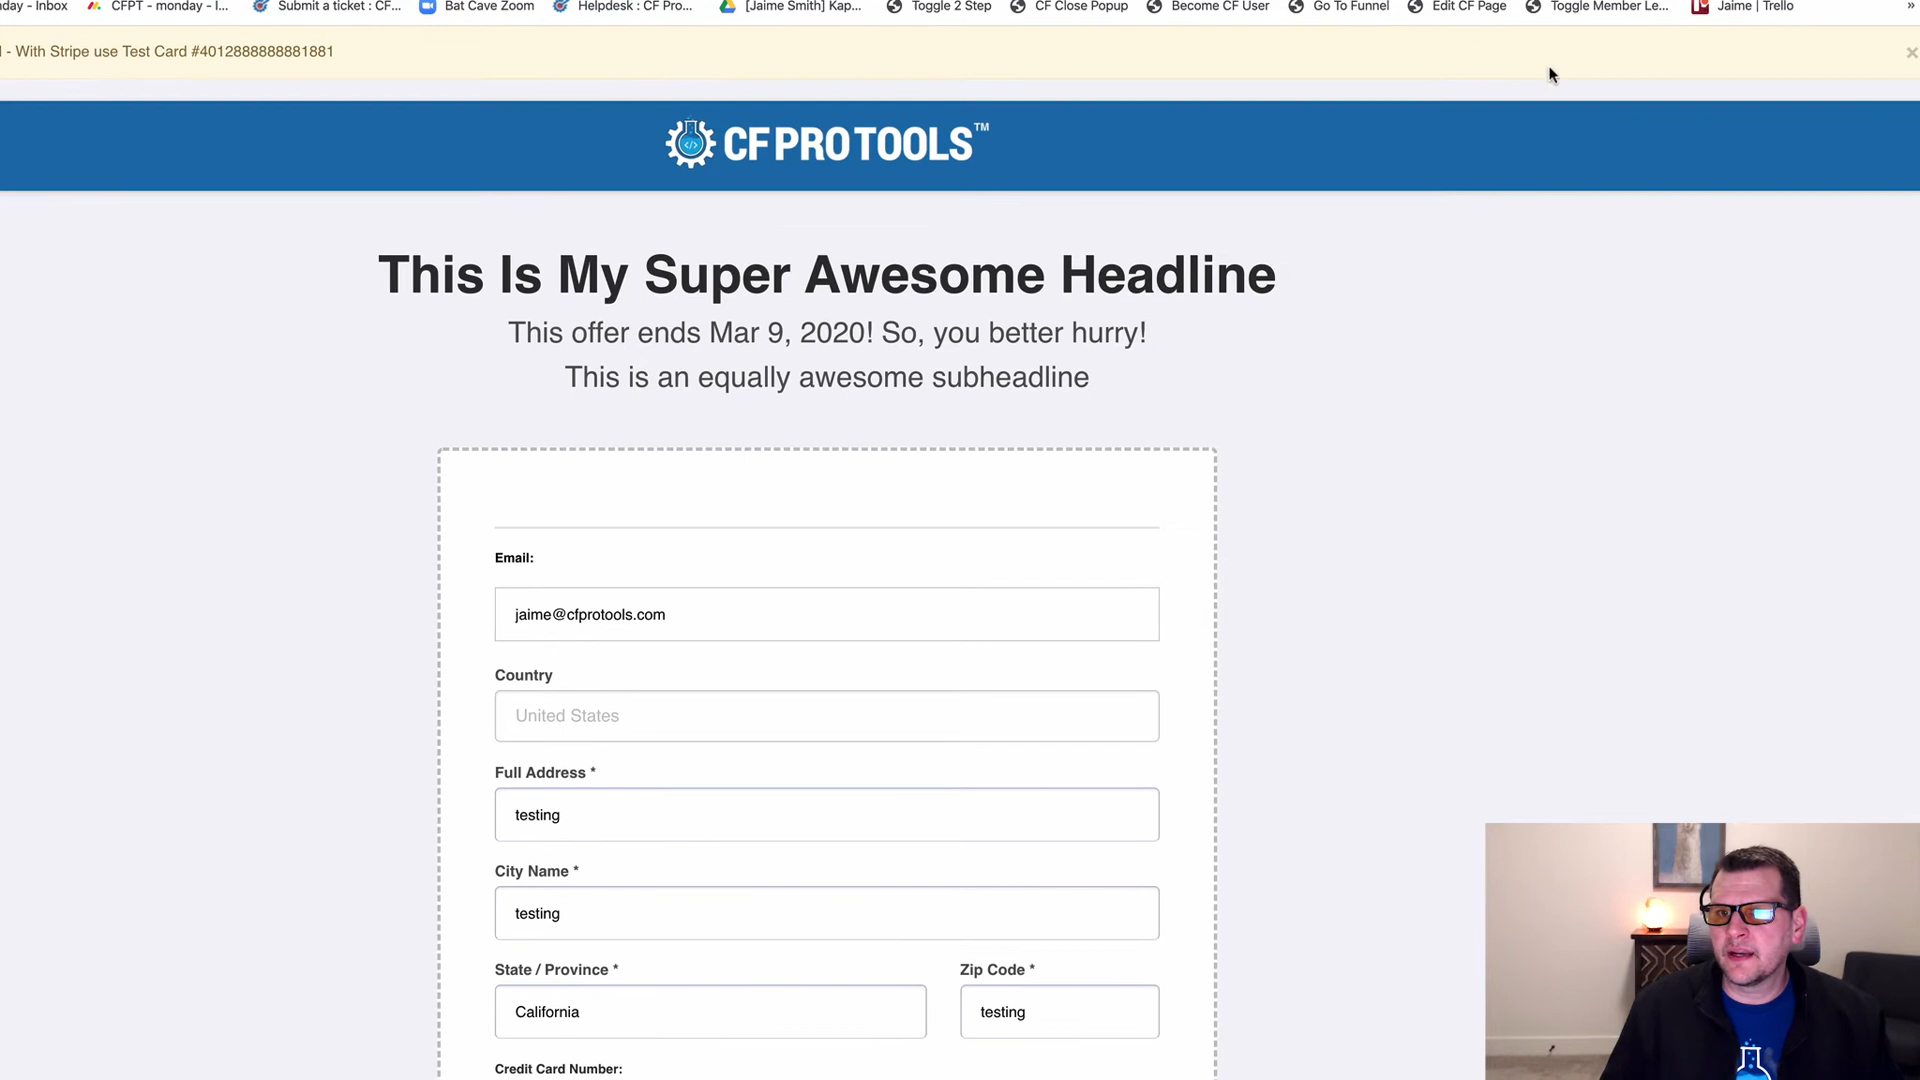 nday - Inbox CFPT - monday - I... Submit a ticket : CF... Bat Cave Zoom Helpdesk : CF Pro... [Jaime Smith] Kap... Toggle 2 Step CF Close Popup Become CF User Go To Funnel Edit CF Page Toggle Member Le... Jaime | Trello »
- With Stripe use Test Card #4012888888881881 ×
</> CF PRO TOOLS™
This Is My Super Awesome Headline
This offer ends Mar 9, 2020! So, you better hurry!
This is an equally awesome subheadline
Email:
jaime@cfprotools.com
Country
United States
Full Address *
testing
City Name *
testing
State / Province * Zip Code *
California testing
Credit Card Number: